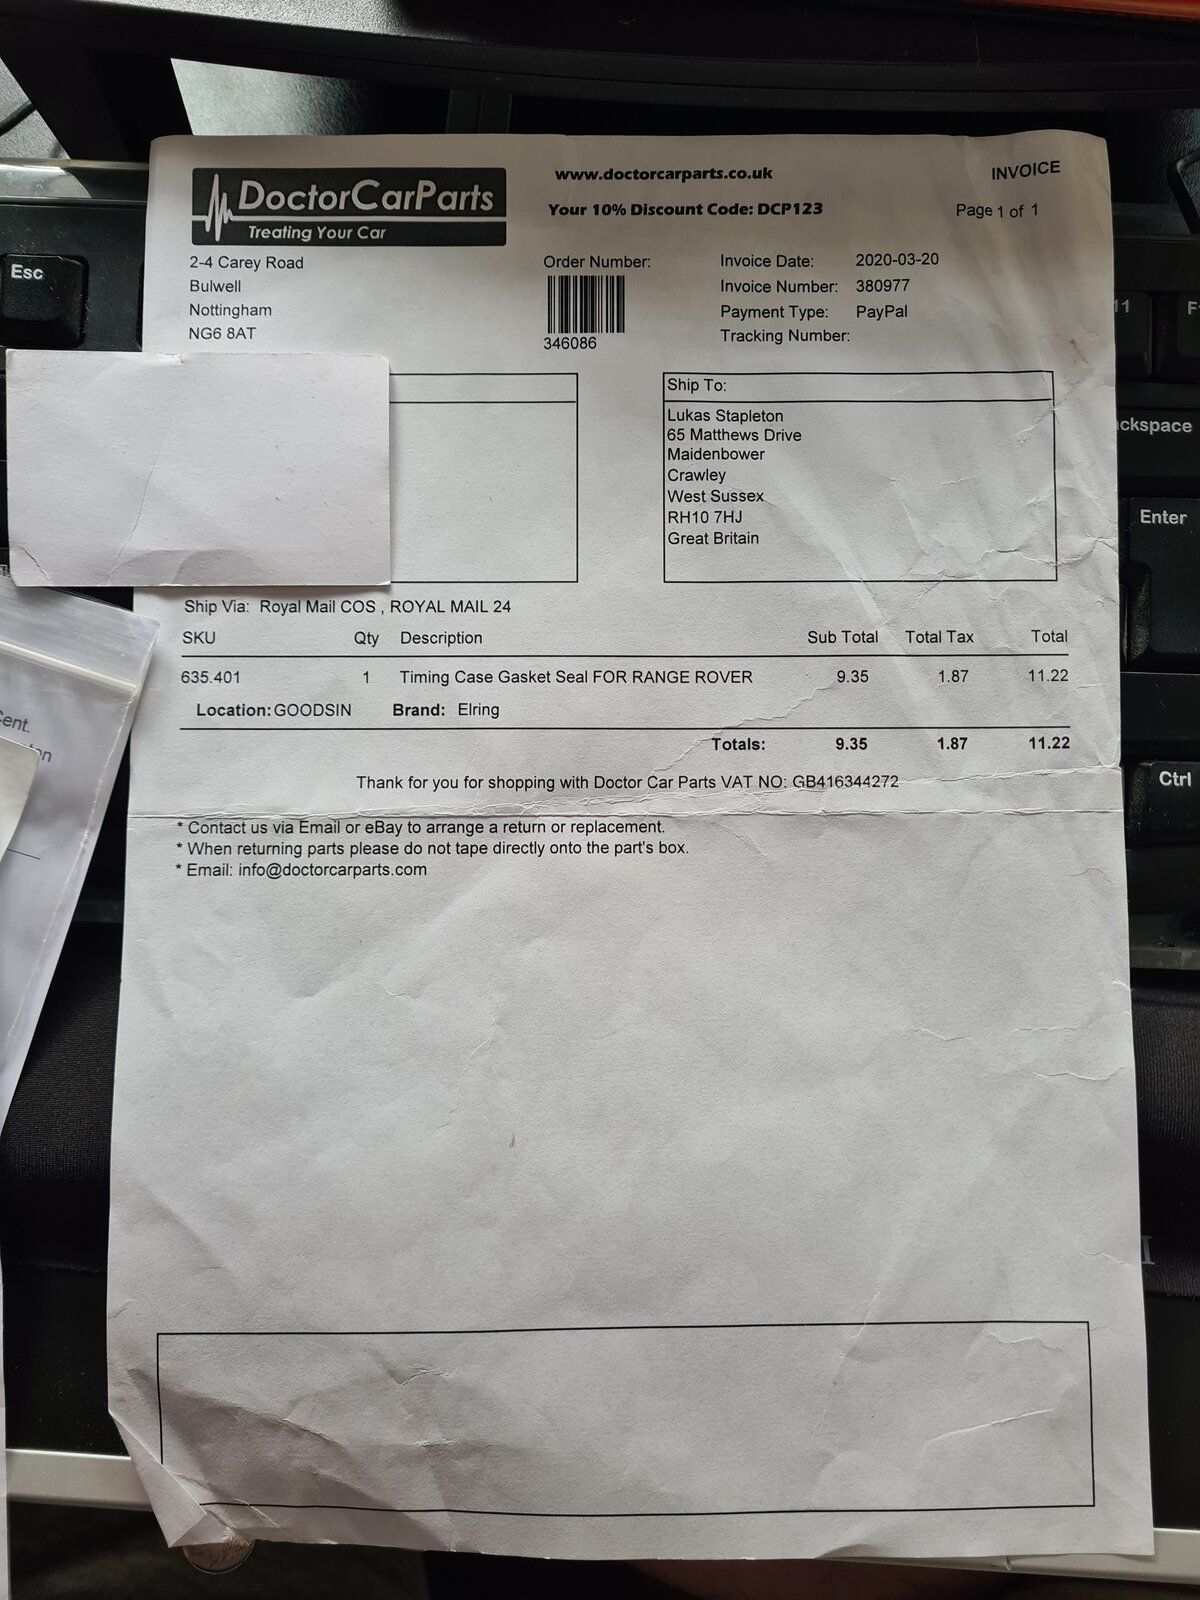 DoctorCarParts
Treating Your Car
www.doctorcarparts.co.uk
Your 10% Discount Code: DCP123
INVOICE
Page 1 of 1
2-4 Carey Road
Bulwell
Nottingham
NG6 8AT
Order Number:
346086
Invoice Date: 2020-03-20
Invoice Number: 380977
Payment Type: PayPal
Tracking Number:
Ship To:
Lukas Stapleton
65 Matthews Drive
Maidenbower
Crawley
West Sussex
RH10 7HJ
Great Britain
Ship Via: Royal Mail COS , ROYAL MAIL 24
SKU Qty Description Sub Total Total Tax Total
635.401 1 Timing Case Gasket Seal FOR RANGE ROVER 9.35 1.87 11.22
Location: GOODSIN Brand: Elring
Totals: 9.35 1.87 11.22
Thank for you for shopping with Doctor Car Parts VAT NO: GB416344272
* Contact us via Email or eBay to arrange a return or replacement.
* When returning parts please do not tape directly onto the part's box.
* Email: info@doctorcarparts.com
Esc
Enter
Ctrl